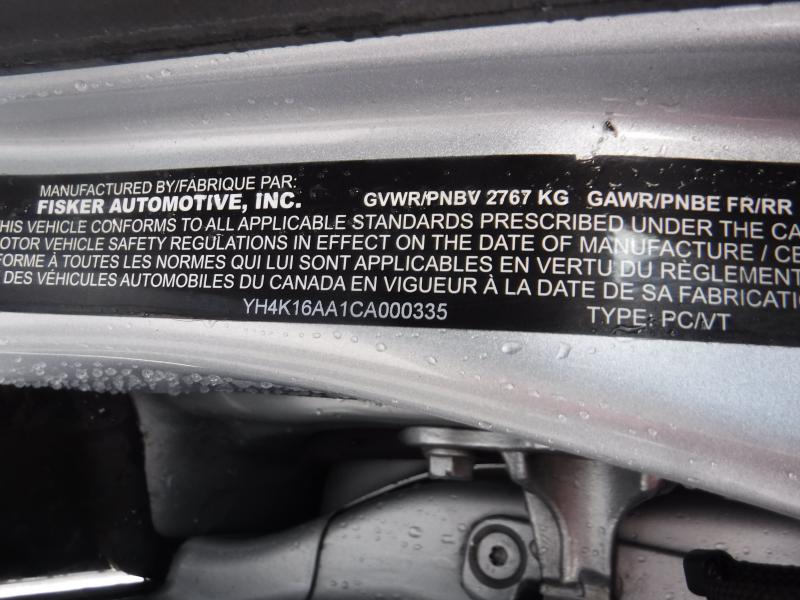 MANUFACTURED BY/FABRIQUE PAR:
FISKER AUTOMOTIVE, INC. GVWR/PNBV 2767 KG GAWR/PNBE FR/RR
THIS VEHICLE CONFORMS TO ALL APPLICABLE STANDARDS PRESCRIBED UNDER THE CA
MOTOR VEHICLE SAFETY REGULATIONS IN EFFECT ON THE DATE OF MANUFACTURE / CE
FORME À TOUTES LES NORMES QUI LUI SONT APPLICABLES EN VERTU DU RÈGLEMENT
DES VÉHICULES AUTOMOBILES DU CANADA EN VIGUEUR À LA DATE DE SA FABRICATI
YH4K16AA1CA000335 TYPE: PC/VT